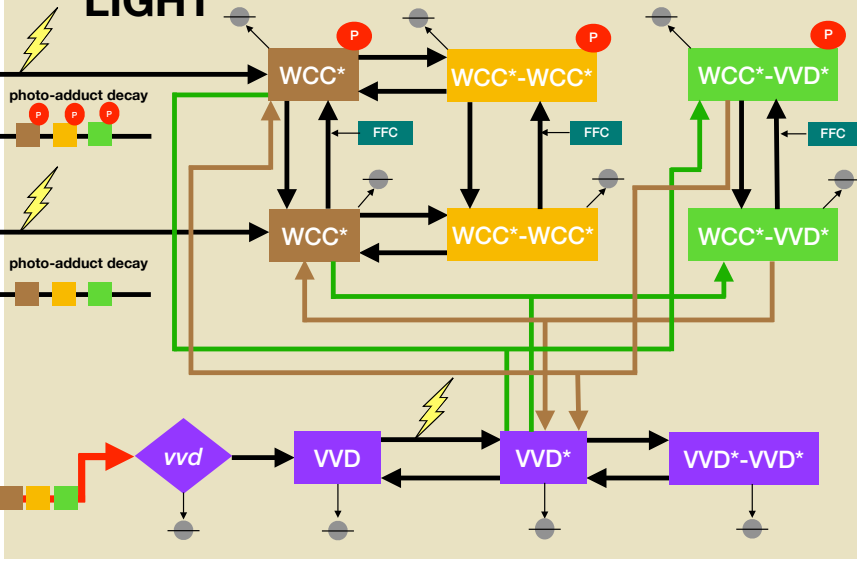 LIGHT
P
P
P
WCC*
WCC*-WCC*
WCC*-VVD*
photo-adduct decay
P
P
P
FFC
FFC
FFC
WCC*
WCC*-WCC*
WCC*-VVD*
photo-adduct decay
vvd
VVD
VVD*
VVD*-VVD*